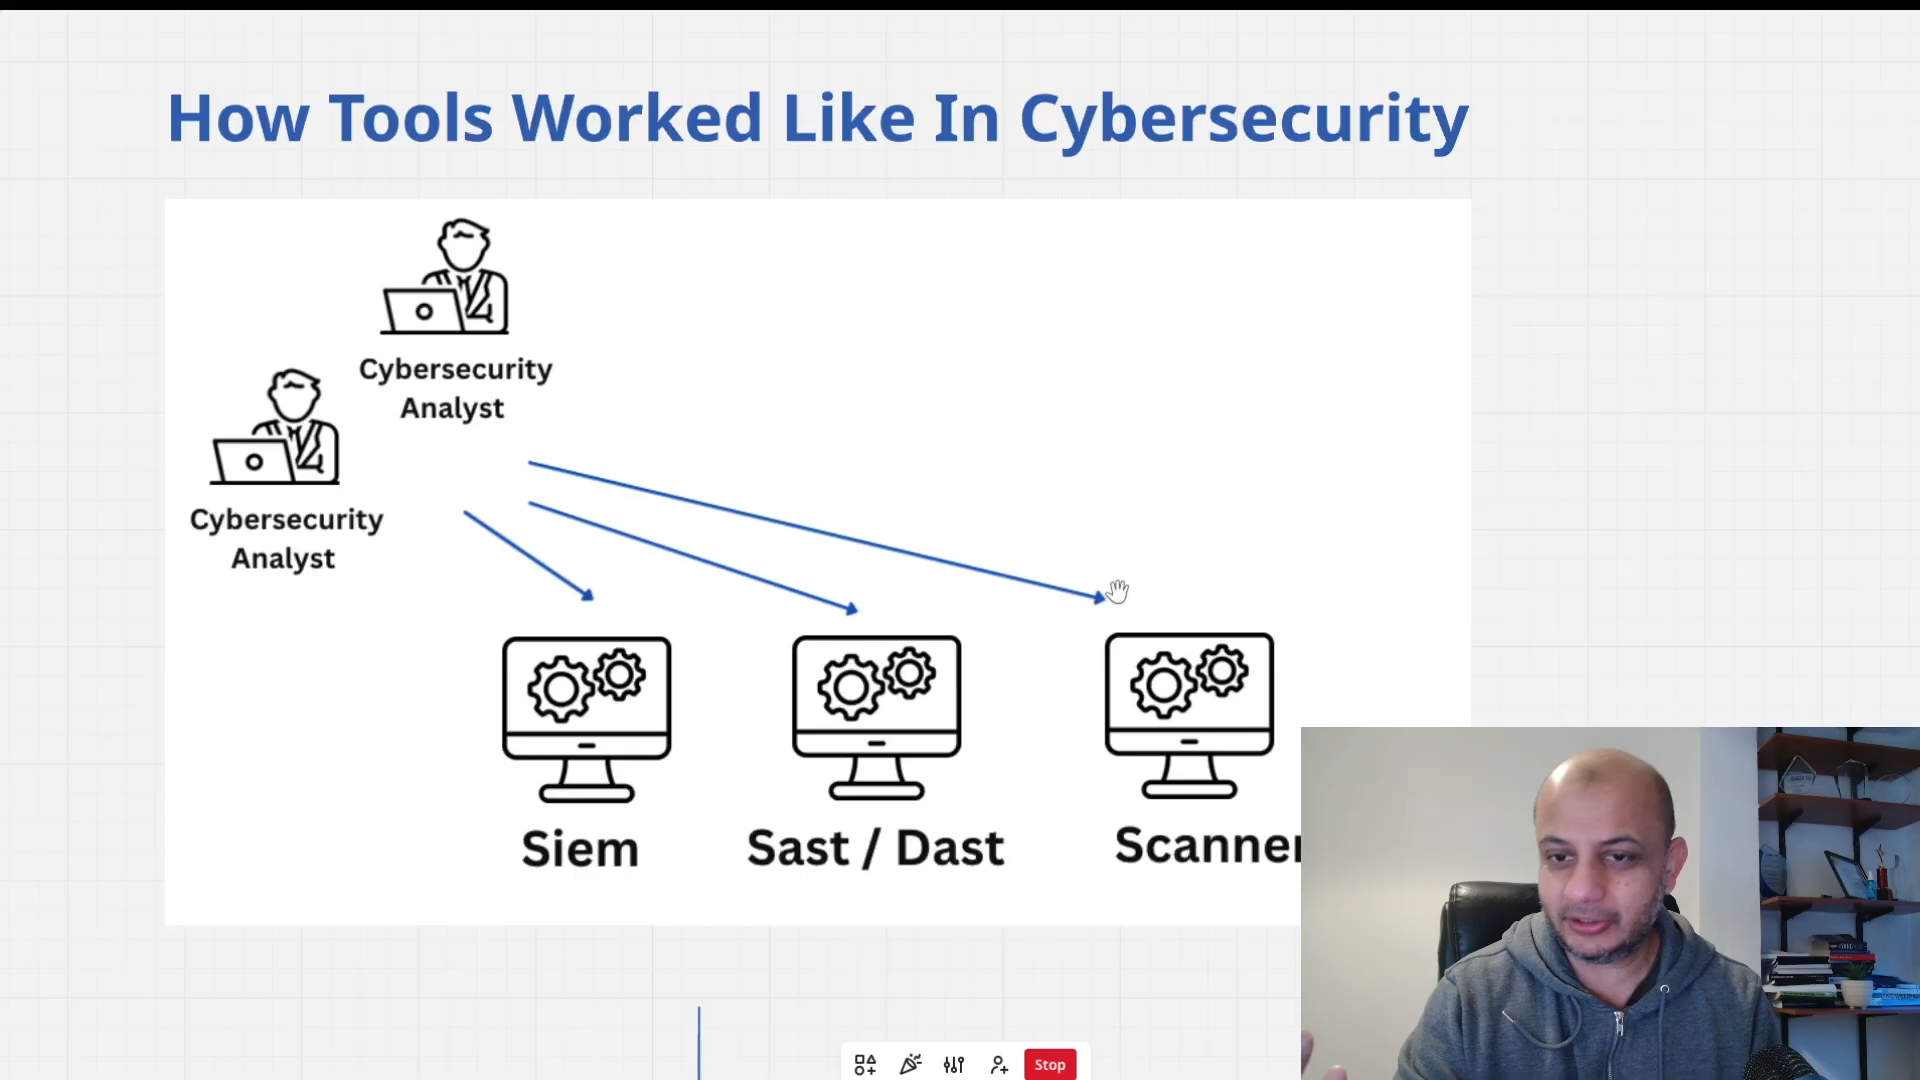 How Tools Worked Like In Cybersecurity
Cybersecurity
Analyst
Cybersecurity
Analyst
Siem
Sast / Dast
Scanner
Stop